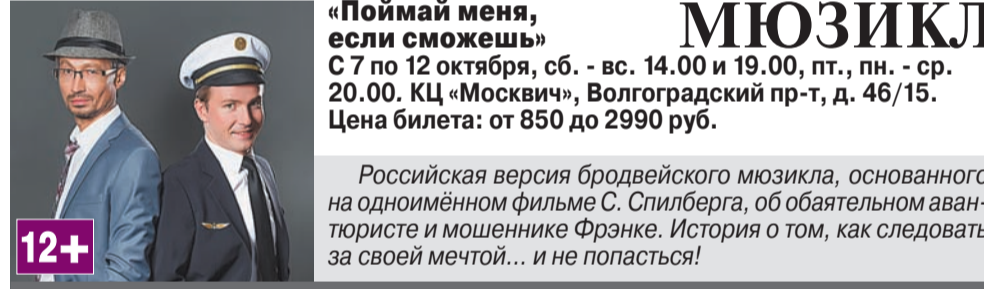 «Поймай меня,
если сможешь»
МЮЗИКЛ
С 7 по 12 октября, сб. - вс. 14.00 и 19.00, пт., пн. - ср.
20.00. КЦ «Москвич», Волгоградский пр-т, д. 46/15.
Цена билета: от 850 до 2990 руб.
Российская версия бродвейского мюзикла, основанного
на одноимённом фильме С. Спилберга, об обаятельном аван-
тюристе и мошеннике Фрэнке. История о том, как следовать
за своей мечтой... и не попасться!
12+